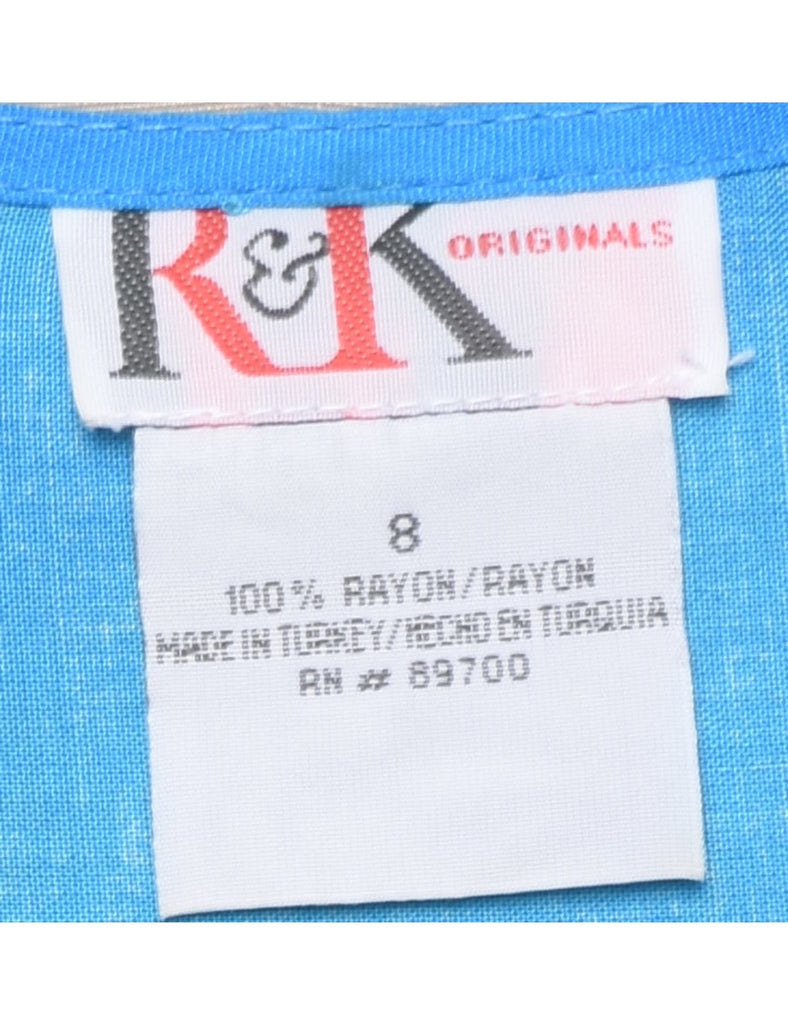 R&K ORIGINALS
8
100% RAYON/RAYON
MADE IN TURKEY/HECHO EN TURQUIA
RN # 89700